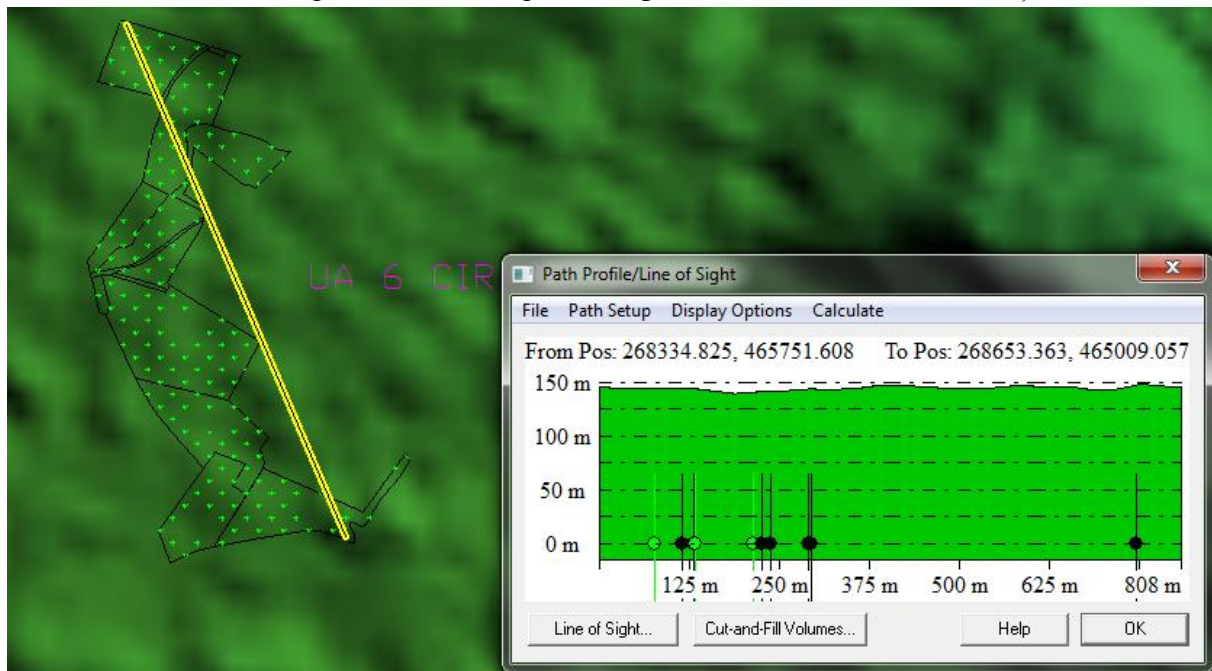 UA 6 CIR
Path Profile/Line of Sight
File Path Setup Display Options Calculate
From Pos: 268334.825, 465751.608 To Pos: 268653.363, 465009.057
150 m
100 m
50 m
0 m
125 m 250 m 375 m 500 m 625 m 808 m
Line of Sight... Cut-and-Fill Volumes... Help OK